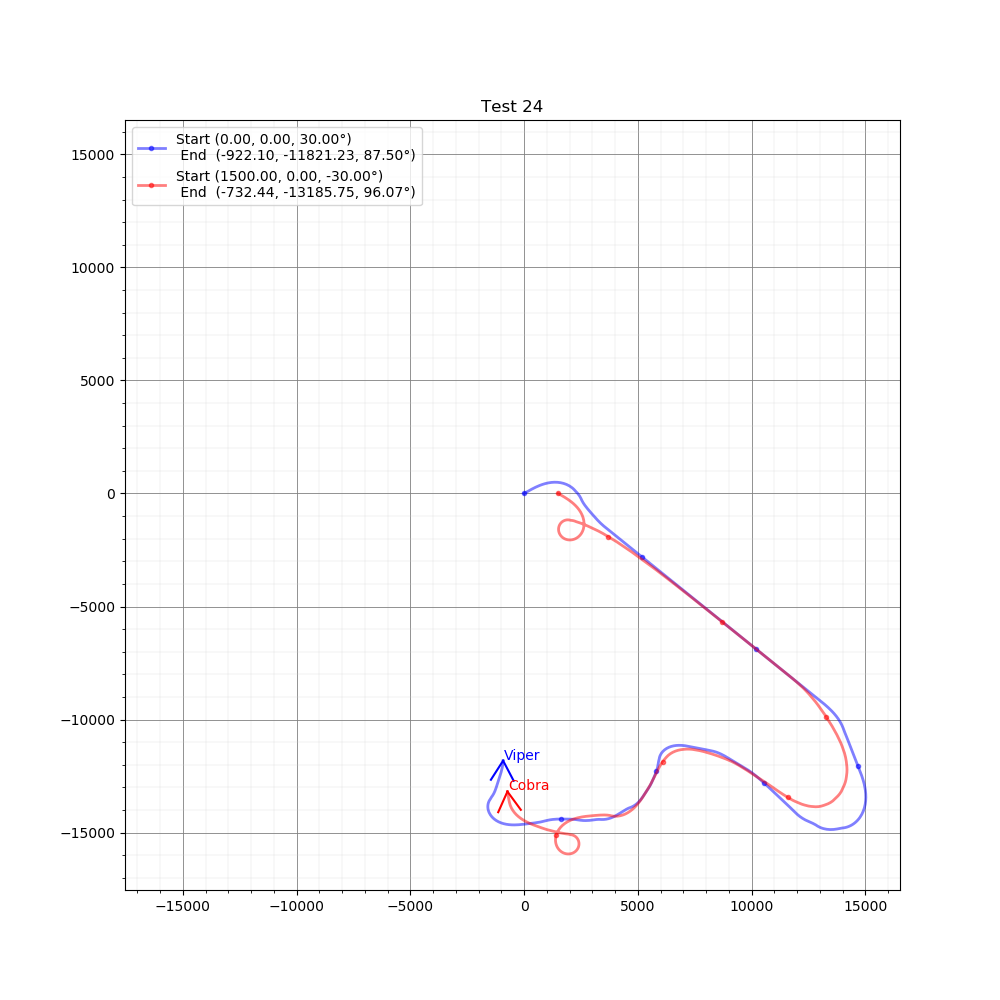 Test 24
Start (0.00, 0.00, 30.00°)
End (-922.10, -11821.23, 87.50°)
Start (1500.00, 0.00, -30.00°)
End (-732.44, -13185.75, 96.07°)
15000
10000
5000
0
−5000
−10000
−15000
Viper
Cobra
−15000 −10000 −5000 0 5000 10000 15000